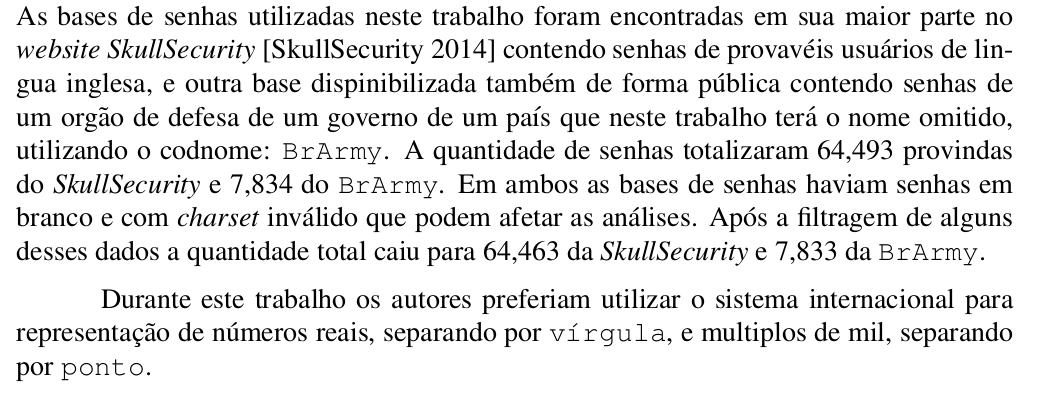 As bases de senhas utilizadas neste trabalho foram encontradas em sua maior parte no
website SkullSecurity [SkullSecurity 2014] contendo senhas de provavéis usuários de lin-
gua inglesa, e outra base dispinibilizada também de forma pública contendo senhas de
um orgão de defesa de um governo de um país que neste trabalho terá o nome omitido,
utilizando o codnome: BrArmy. A quantidade de senhas totalizaram 64,493 provindas
do SkullSecurity e 7,834 do BrArmy. Em ambos as bases de senhas haviam senhas em
branco e com charset inválido que podem afetar as análises. Após a filtragem de alguns
desses dados a quantidade total caiu para 64,463 da SkullSecurity e 7,833 da BrArmy.
Durante este trabalho os autores preferiam utilizar o sistema internacional para
representação de números reais, separando por vírgula, e multiplos de mil, separando
por ponto.